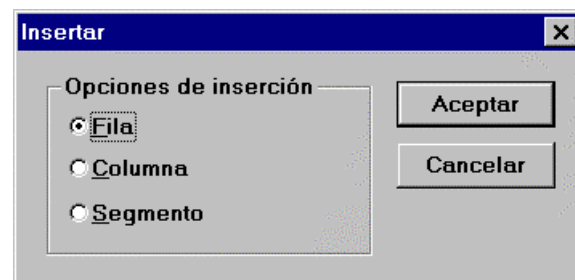 Insertar
Opciones de inserción
Fila
Columna
Segmento
Aceptar
Cancelar